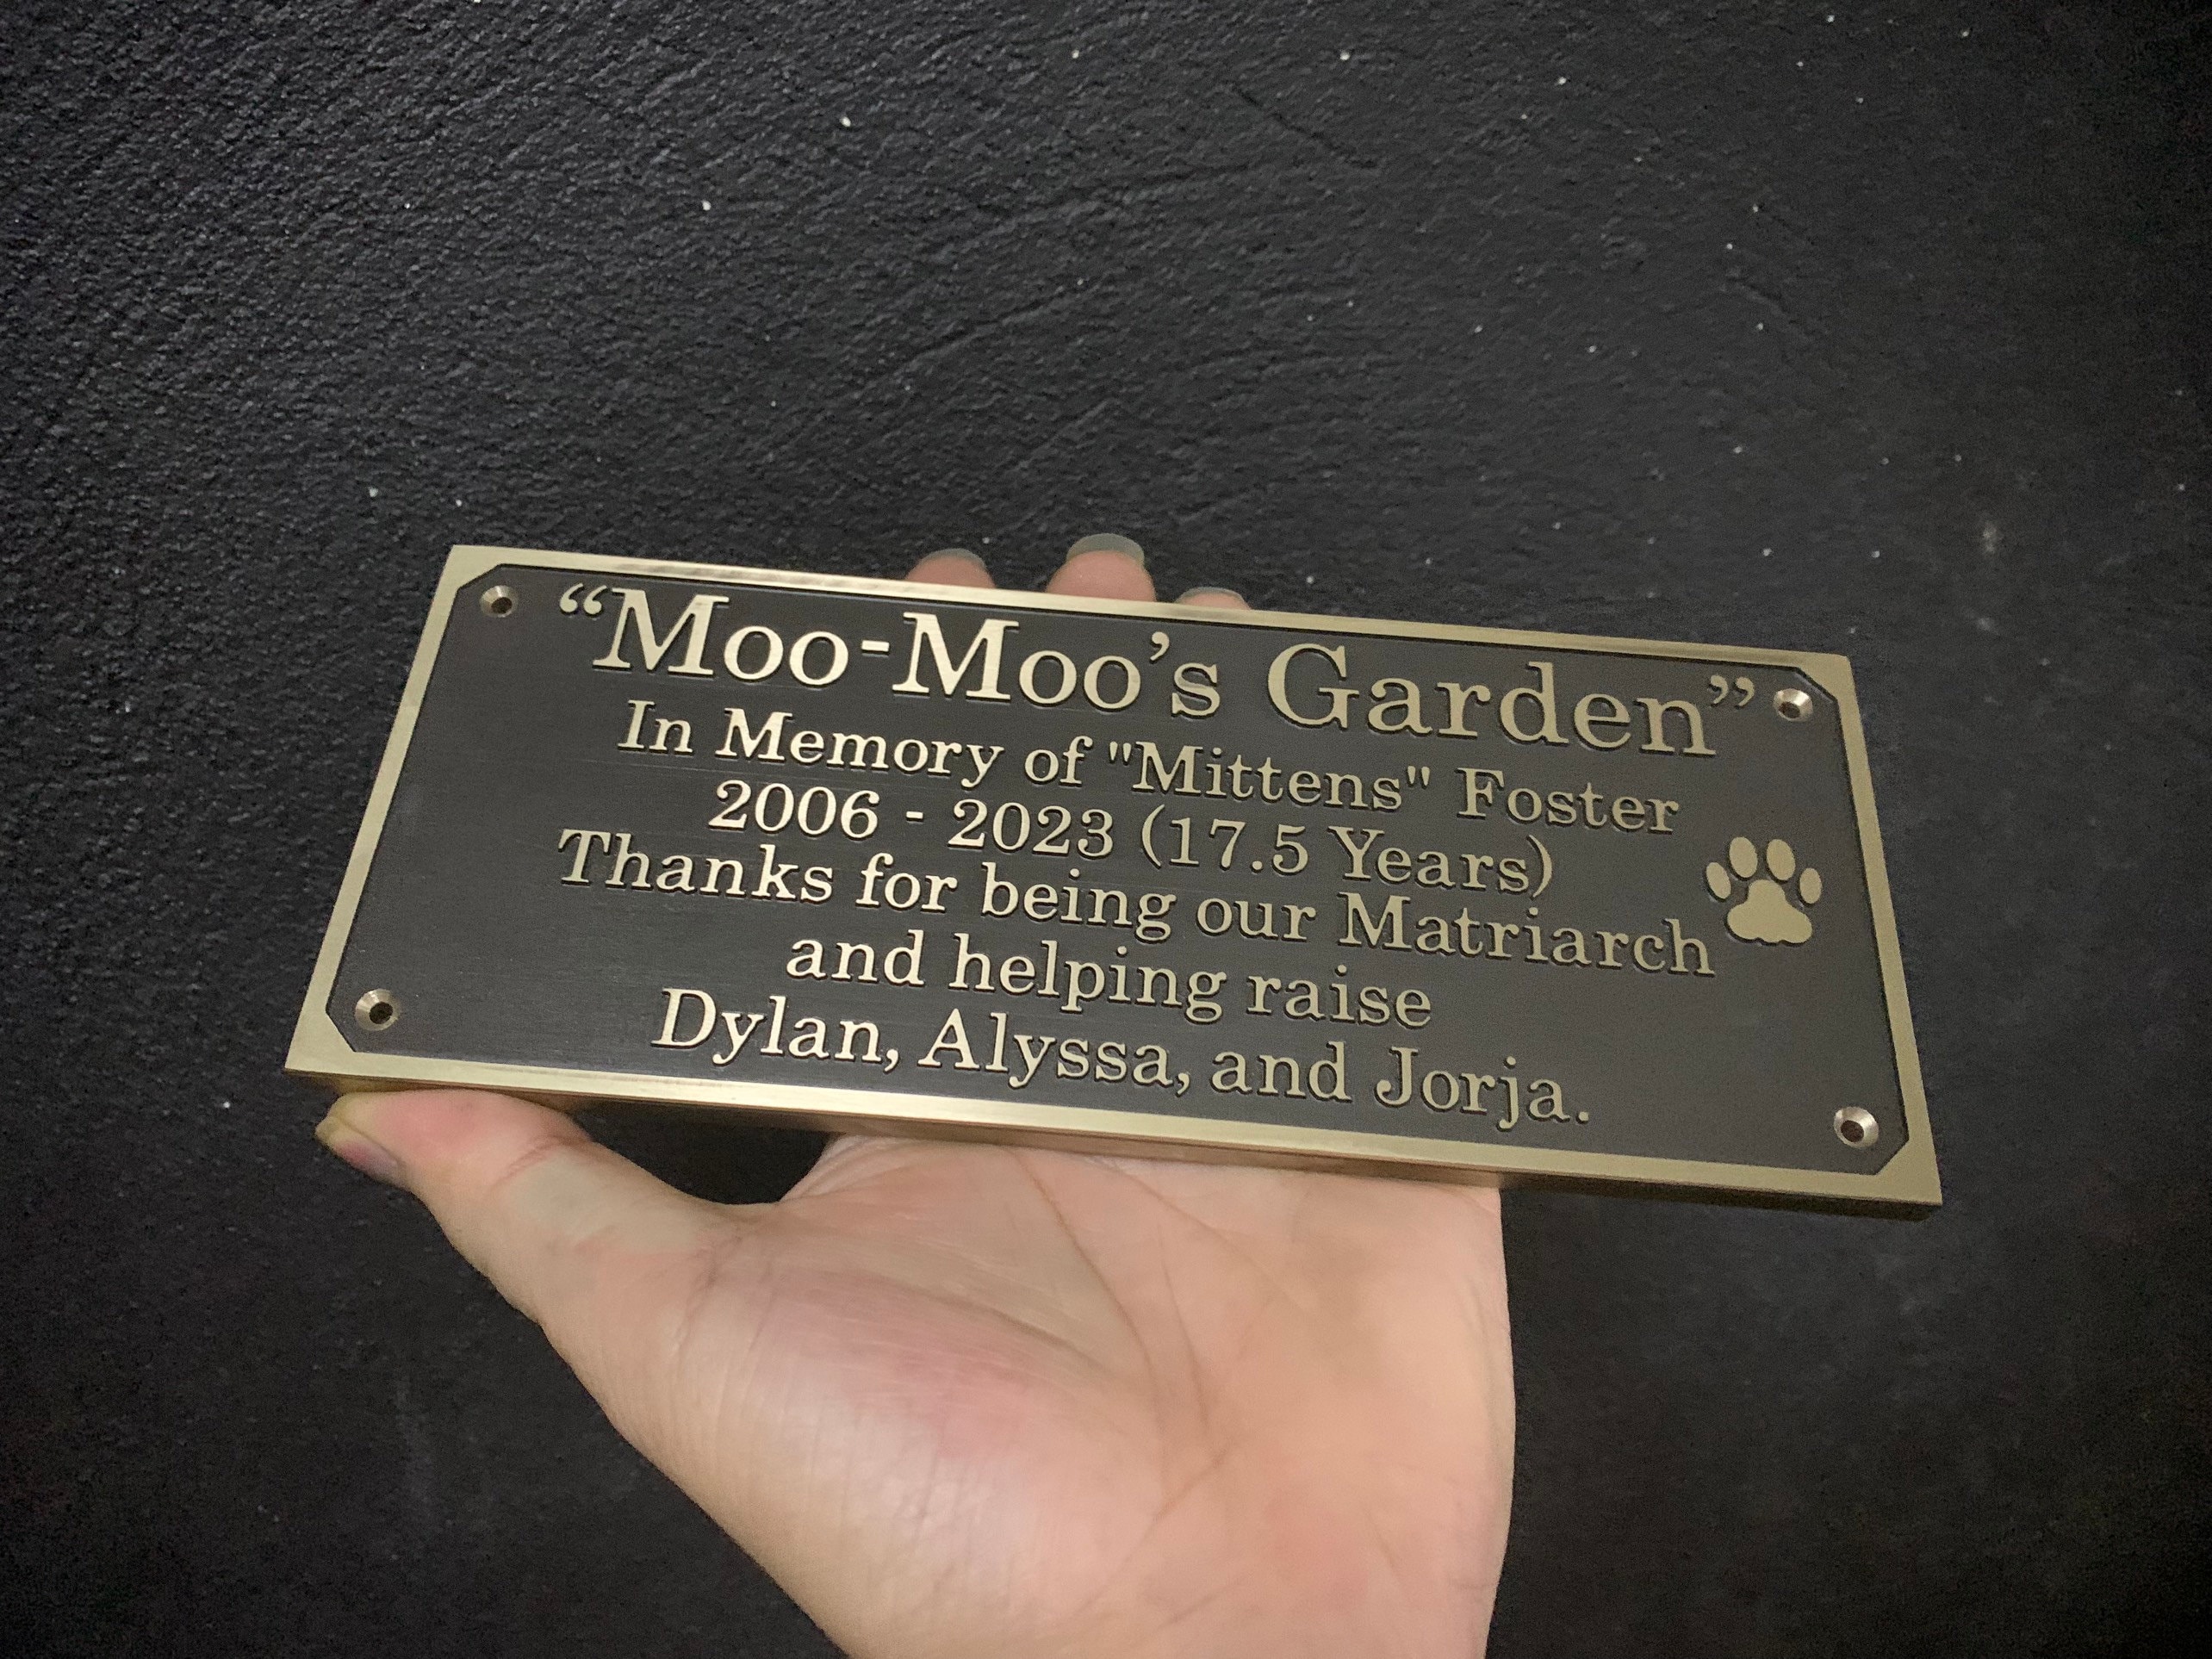 “Moo-Moo’s Garden”
In Memory of "Mittens" Foster
2006 - 2023 (17.5 Years)
Thanks for being our Matriarch
and helping raise
Dylan, Alyssa, and Jorja.